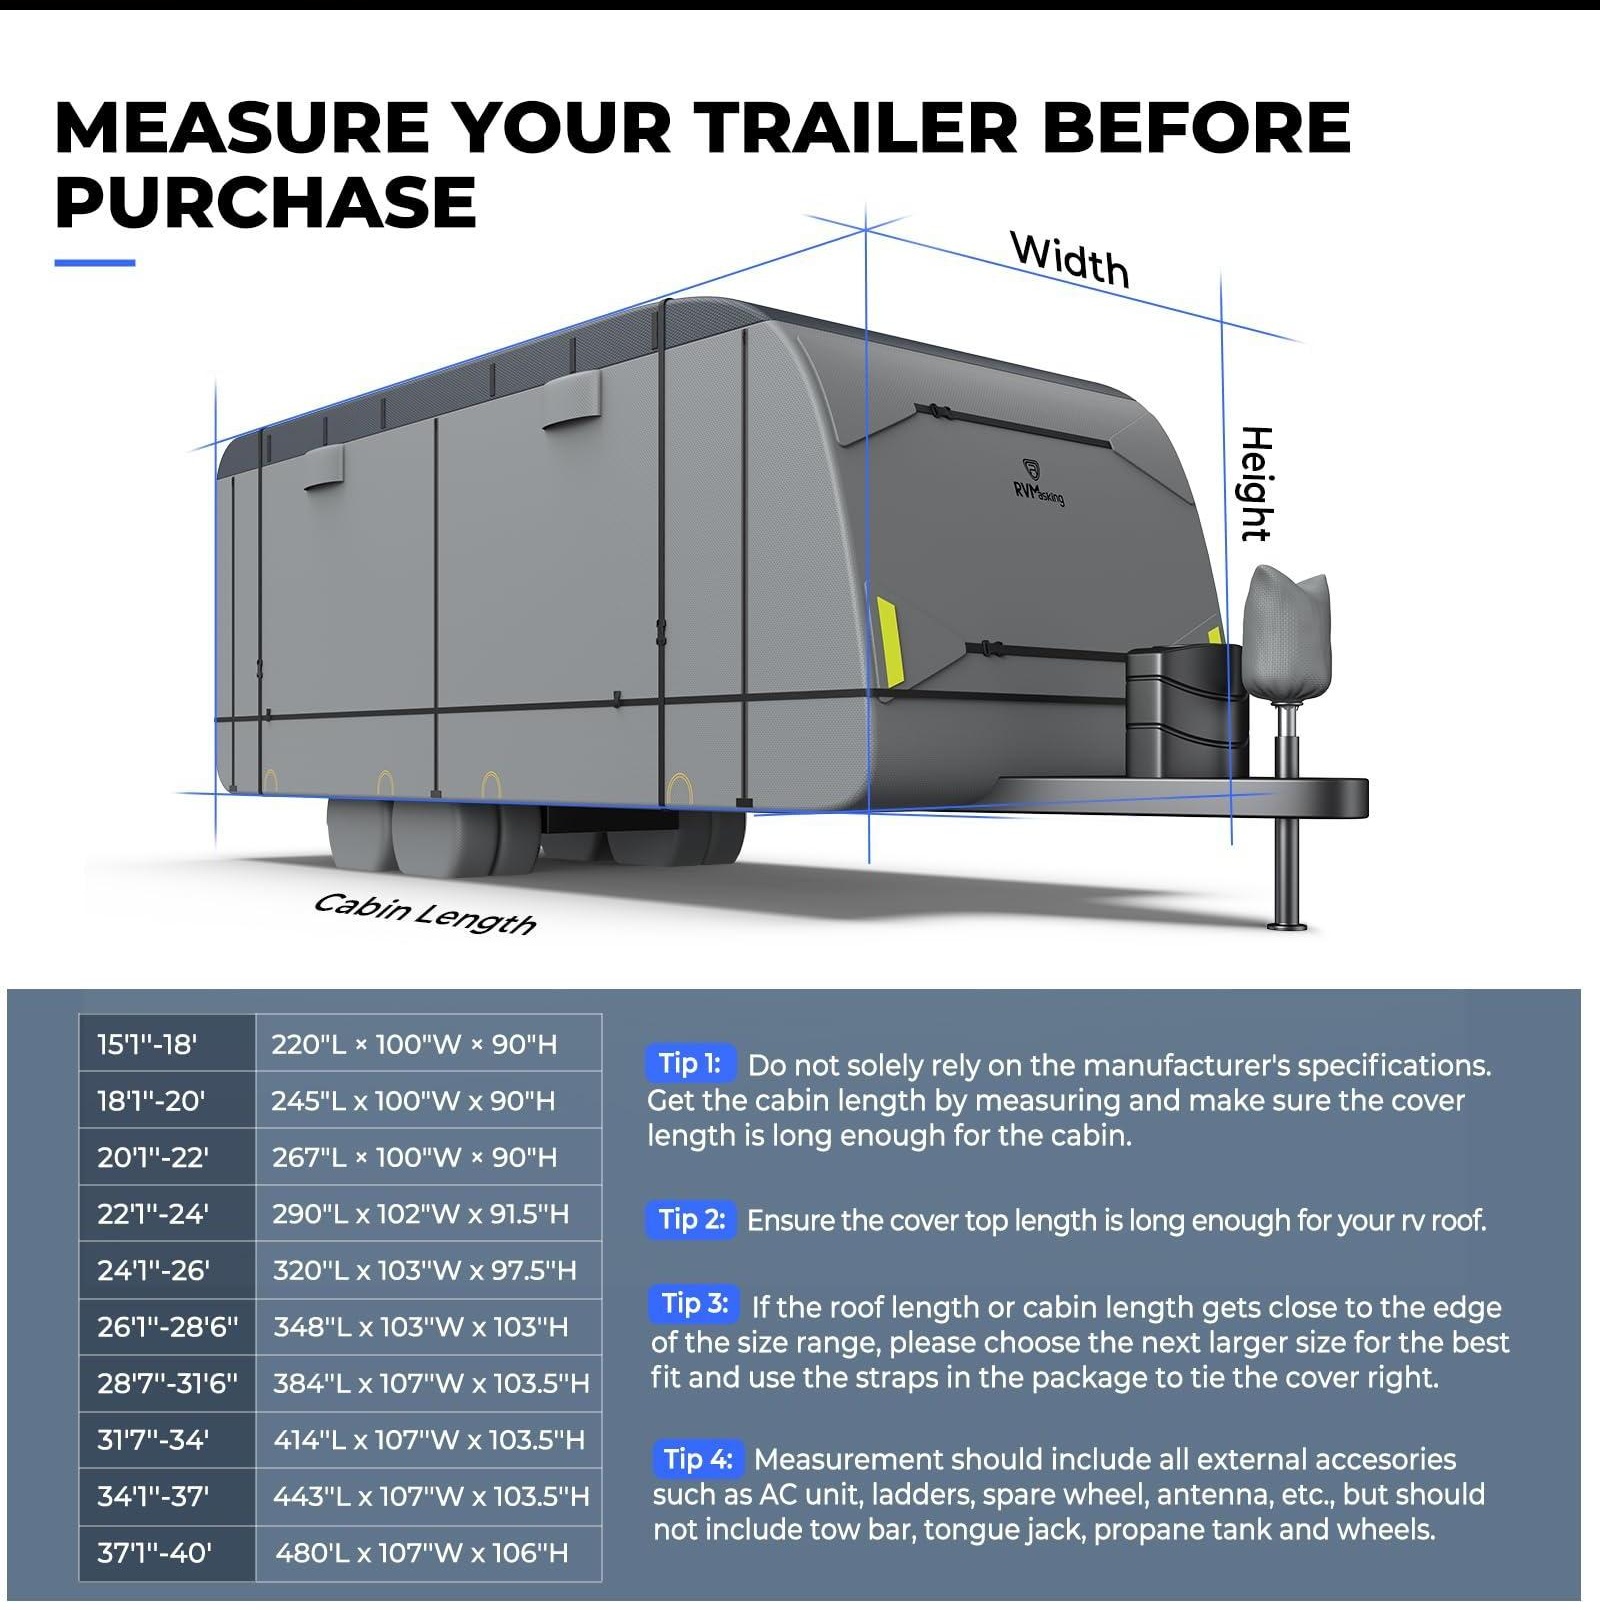 MEASURE YOUR TRAILER BEFORE
PURCHASE
Width
Height
RVMasking
Cabin Length
15'1''-18' 220"L × 100"W × 90"H
18'1''-20' 245"L x 100"W x 90"H
20'1''-22' 267"L × 100"W × 90"H
22'1''-24' 290"L x 102"W x 91.5"H
24'1''-26' 320"L x 103"W x 97.5"H
26'1''-28'6'' 348"L x 103"W x 103"H
28'7''-31'6'' 384"L x 107"W x 103.5"H
31'7''-34' 414"L x 107"W x 103.5"H
34'1''-37' 443"L x 107"W x 103.5"H
37'1''-40' 480'L x 107"W x 106"H
Tip 1: Do not solely rely on the manufacturer's specifications.
Get the cabin length by measuring and make sure the cover
length is long enough for the cabin.
Tip 2: Ensure the cover top length is long enough for your rv roof.
Tip 3: If the roof length or cabin length gets close to the edge
of the size range, please choose the next larger size for the best
fit and use the straps in the package to tie the cover right.
Tip 4: Measurement should include all external accesories
such as AC unit, ladders, spare wheel, antenna, etc., but should
not include tow bar, tongue jack, propane tank and wheels.